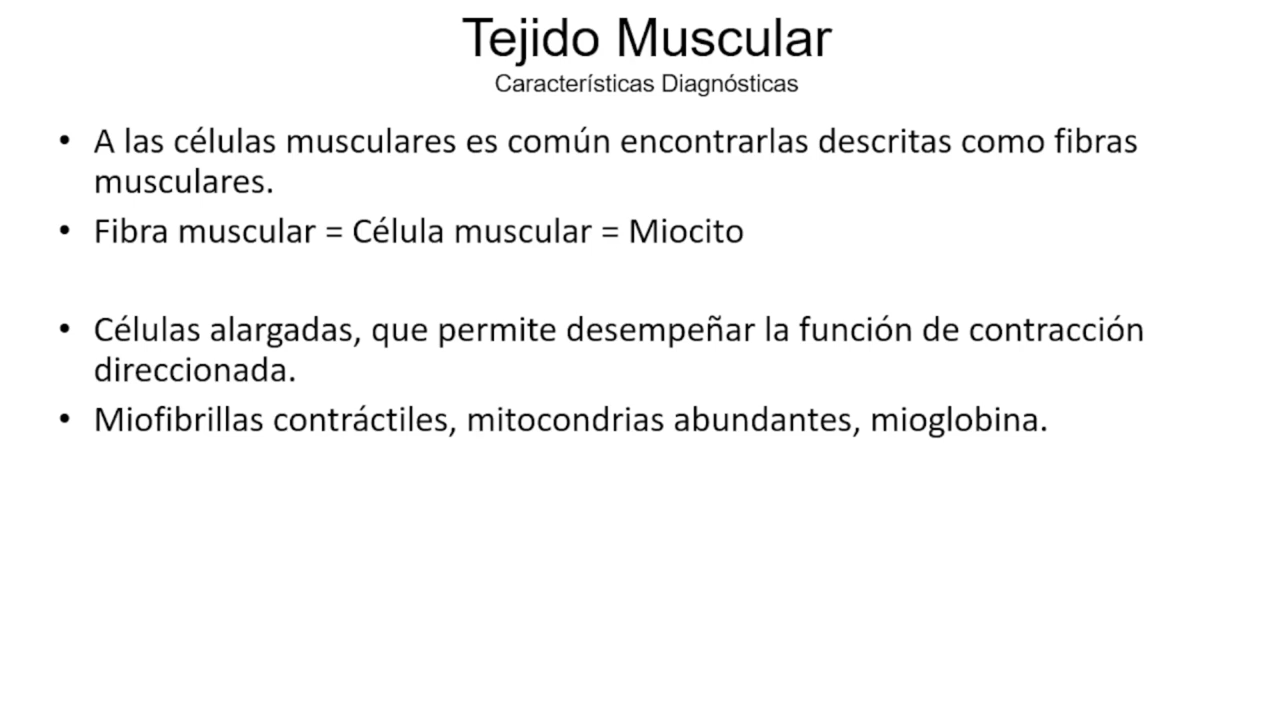 Tejido Muscular
Características Diagnósticas
• A las células musculares es común encontrarlas descritas como fibras
musculares.
• Fibra muscular = Célula muscular = Miocito
• Células alargadas, que permite desempeñar la función de contracción
direccionada.
• Miofibrillas contráctiles, mitocondrias abundantes, mioglobina.